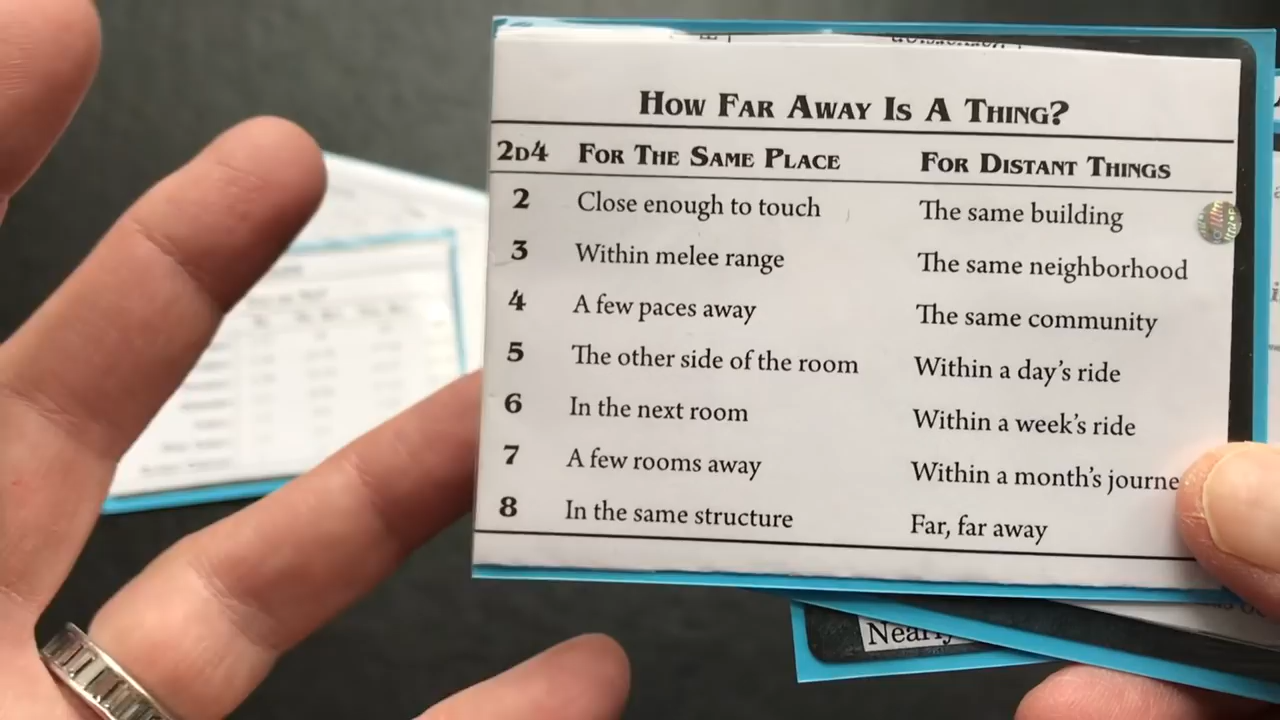 How Far Away Is A Thing?
2d4 For The Same Place For Distant Things
2 Close enough to touch The same building
3 Within melee range The same neighborhood
4 A few paces away The same community
5 The other side of the room Within a day's ride
6 In the next room Within a week's ride
7 A few rooms away Within a month's journe
8 In the same structure Far, far away